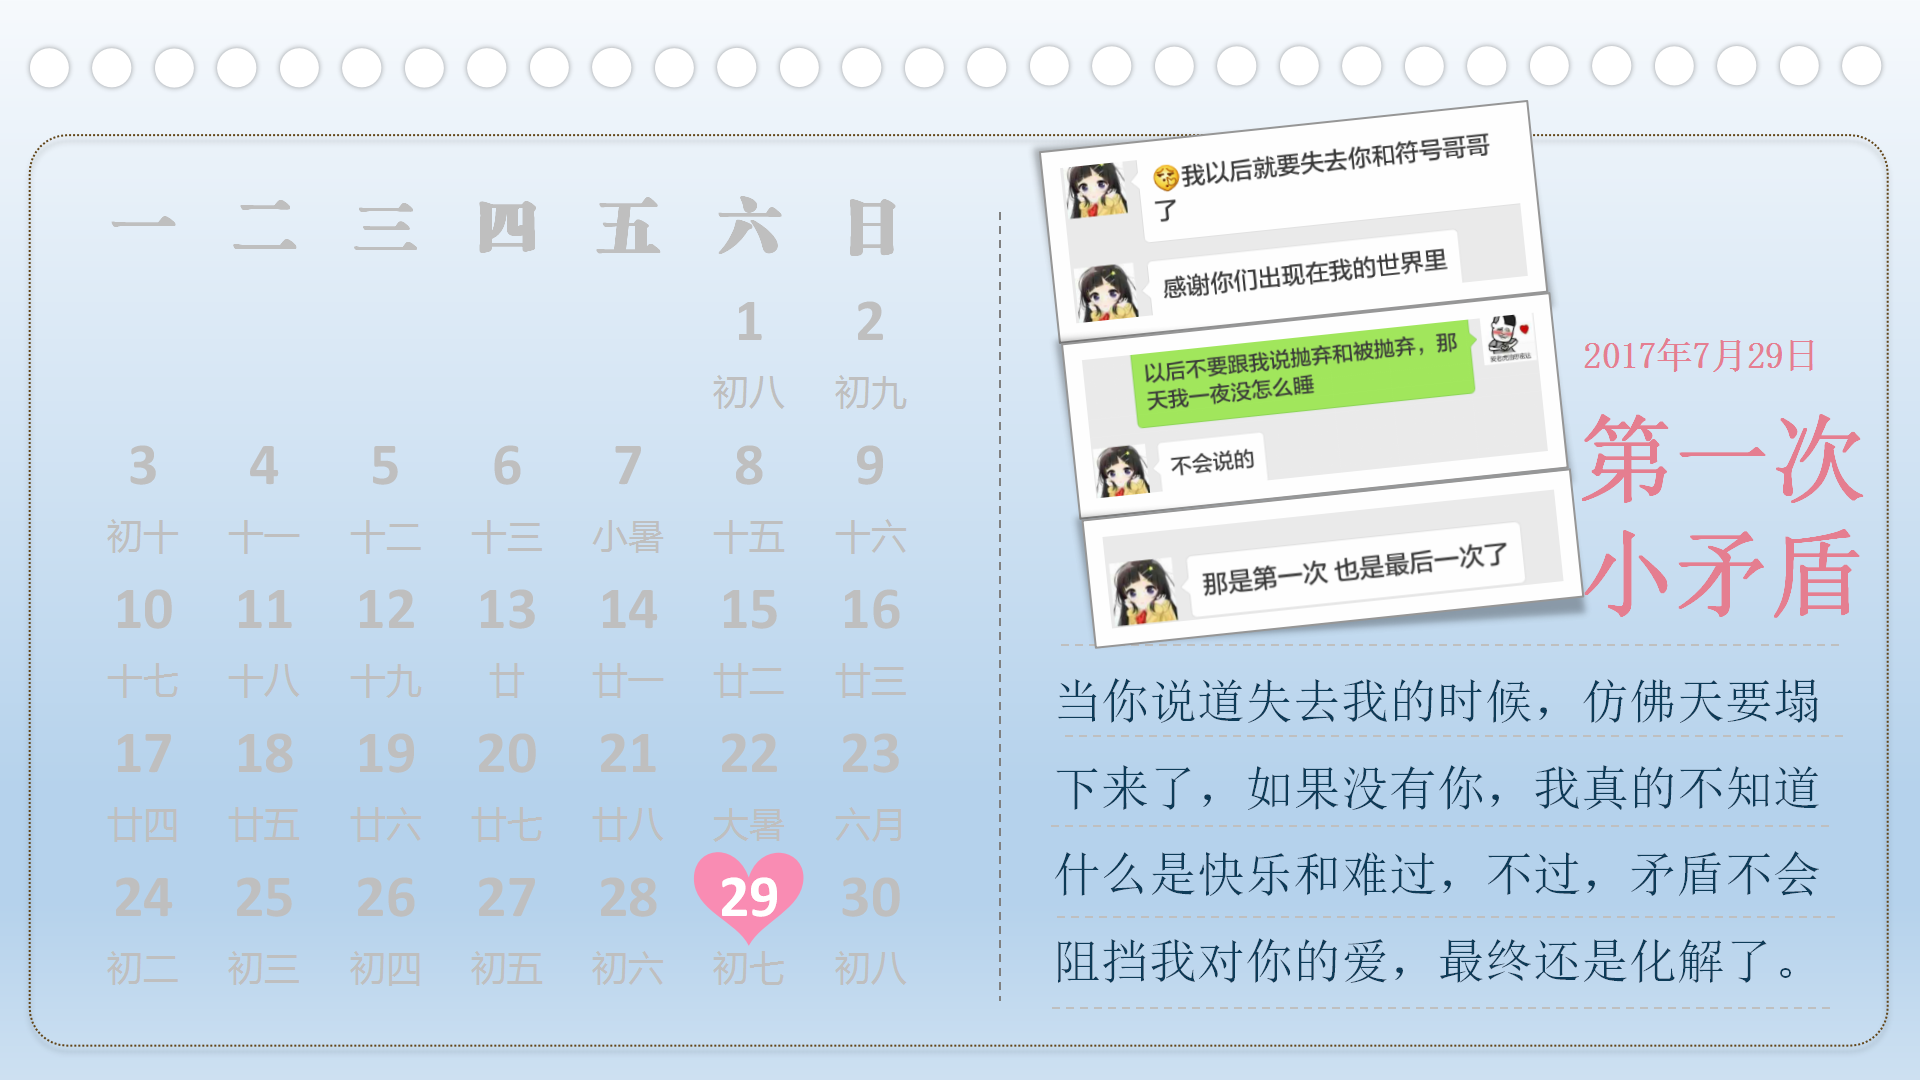 一 二 三 四 五 六 日
1 2
初八 初九
3 4 5 6 7 8 9
初十 十一 十二 十三 小暑 十五 十六
10 11 12 13 14 15 16
十七 十八 十九 廿 廿一 廿二 廿三
17 18 19 20 21 22 23
廿四 廿五 廿六 廿七 廿八 大暑 六月
24 25 26 27 28 29 30
初二 初三 初四 初五 初六 初七 初八
我以后就要失去你和符号哥哥
了
感谢你们出现在我的世界里
以后不要跟我说抛弃和被抛弃，那
天我一夜没怎么睡
不会说的
那是第一次 也是最后一次了
2017年7月29日
第一次
小矛盾
当你说道失去我的时候，仿佛天要塌
下来了，如果没有你，我真的不知道
什么是快乐和难过，不过，矛盾不会
阻挡我对你的爱，最终还是化解了。